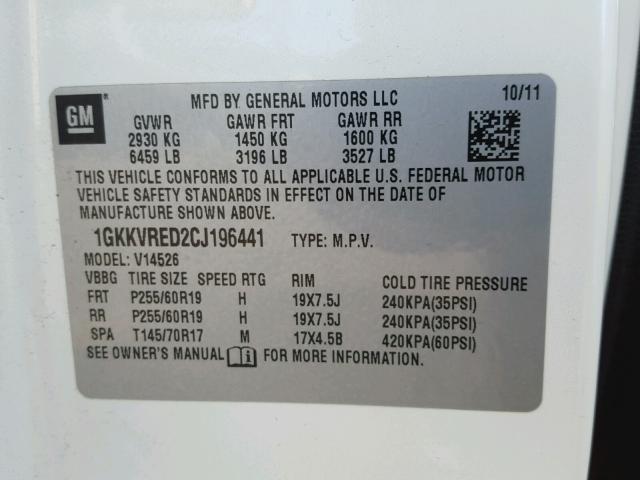 GM ® MFD BY GENERAL MOTORS LLC 10/11
GVWR GAWR FRT GAWR RR
2930 KG 1450 KG 1600 KG
6459 LB 3196 LB 3527 LB
THIS VEHICLE CONFORMS TO ALL APPLICABLE U.S. FEDERAL MOTOR
VEHICLE SAFETY STANDARDS IN EFFECT ON THE DATE OF
MANUFACTURE SHOWN ABOVE.
1GKKVRED2CJ196441 TYPE: M.P.V.
MODEL: V14526
VBBG TIRE SIZE SPEED RTG RIM COLD TIRE PRESSURE
FRT P255/60R19 H 19X7.5J 240KPA(35PSI)
RR P255/60R19 H 19X7.5J 240KPA(35PSI)
SPA T145/70R17 M 17X4.5B 420KPA(60PSI)
SEE OWNER'S MANUAL i FOR MORE INFORMATION.